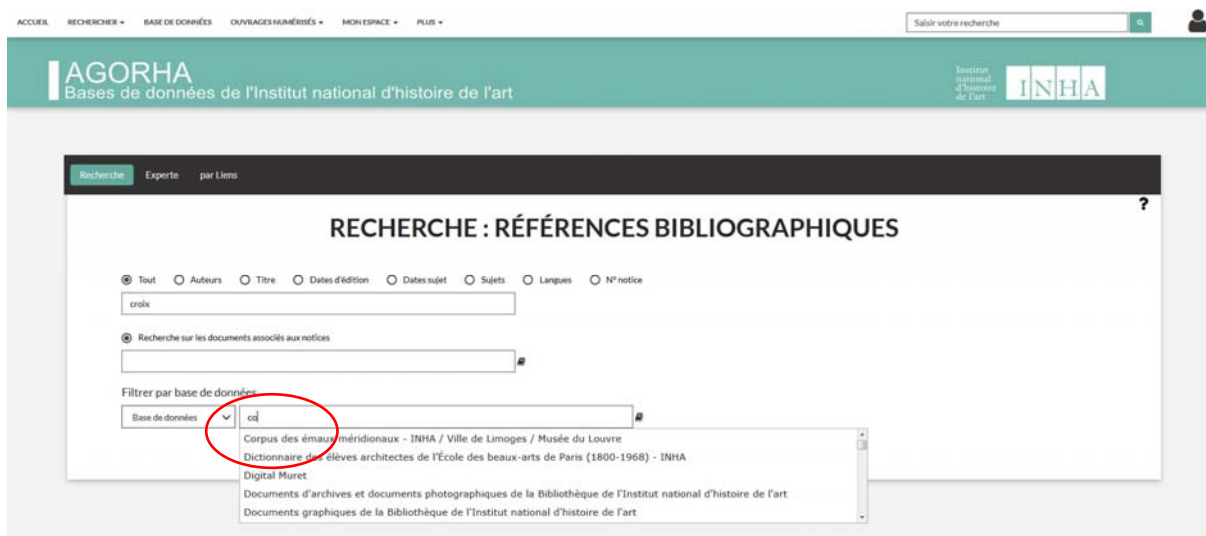 ACCUEIL RECHERCHER BASE DE DONNÉES OUVRAGES NUMÉRISÉS MON ESPACE PLUS Saisir votre recherche
AGORHA
Bases de données de l'Institut national d'histoire de l'art
Institut
national
d'histoire
de l'art
INHA
Recherche Experte par Liens
?
RECHERCHE : RÉFÉRENCES BIBLIOGRAPHIQUES
Tout Auteurs Titre Dates d'édition Dates sujet Sujets Langues N° notice
croix
Recherche sur les documents associés aux notices
Filtrer par base de données
Base de données co
Corpus des émaux méridionaux - INHA / Ville de Limoges / Musée du Louvre
Dictionnaire des élèves architectes de l'École des beaux-arts de Paris (1800-1968) - INHA
Digital Muret
Documents d'archives et documents photographiques de la Bibliothèque de l'Institut national d'histoire de l'art
Documents graphiques de la Bibliothèque de l'Institut national d'histoire de l'art